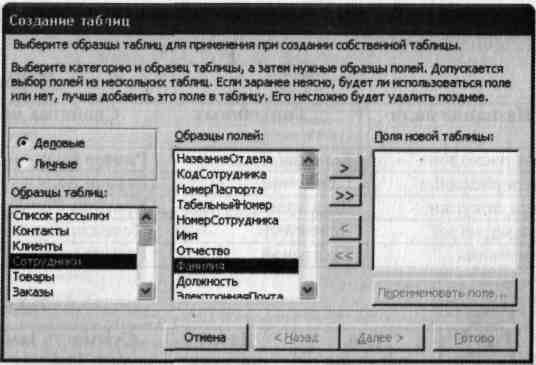 Создание таблиц
Выберите образцы таблиц для применения при создании собственной таблицы.
Выберите категорию и образец таблицы, а затем нужные образцы полей. Допускается
выбор полей из нескольких таблиц. Если заранее неясно, будет ли использоваться поле
или нет, лучше добавить это поле в таблицу. Его несложно будет удалить позднее.
Деловые
Личные
Образцы таблиц:
Список рассылки
Контакты
Клиенты
Сотрудники
Товары
Заказы
Образцы полей:
НазваниеОтдела
КодСотрудника
НомерПаспорта
ТабельныйНомер
НомерСотрудника
Имя
Отчество
Фамилия
Должность
ЭлектроннаяПочта
>
>>
<
<<
Поля новой таблицы:
Переименовать поле...
Отмена
< Назад
Далее >
Готово